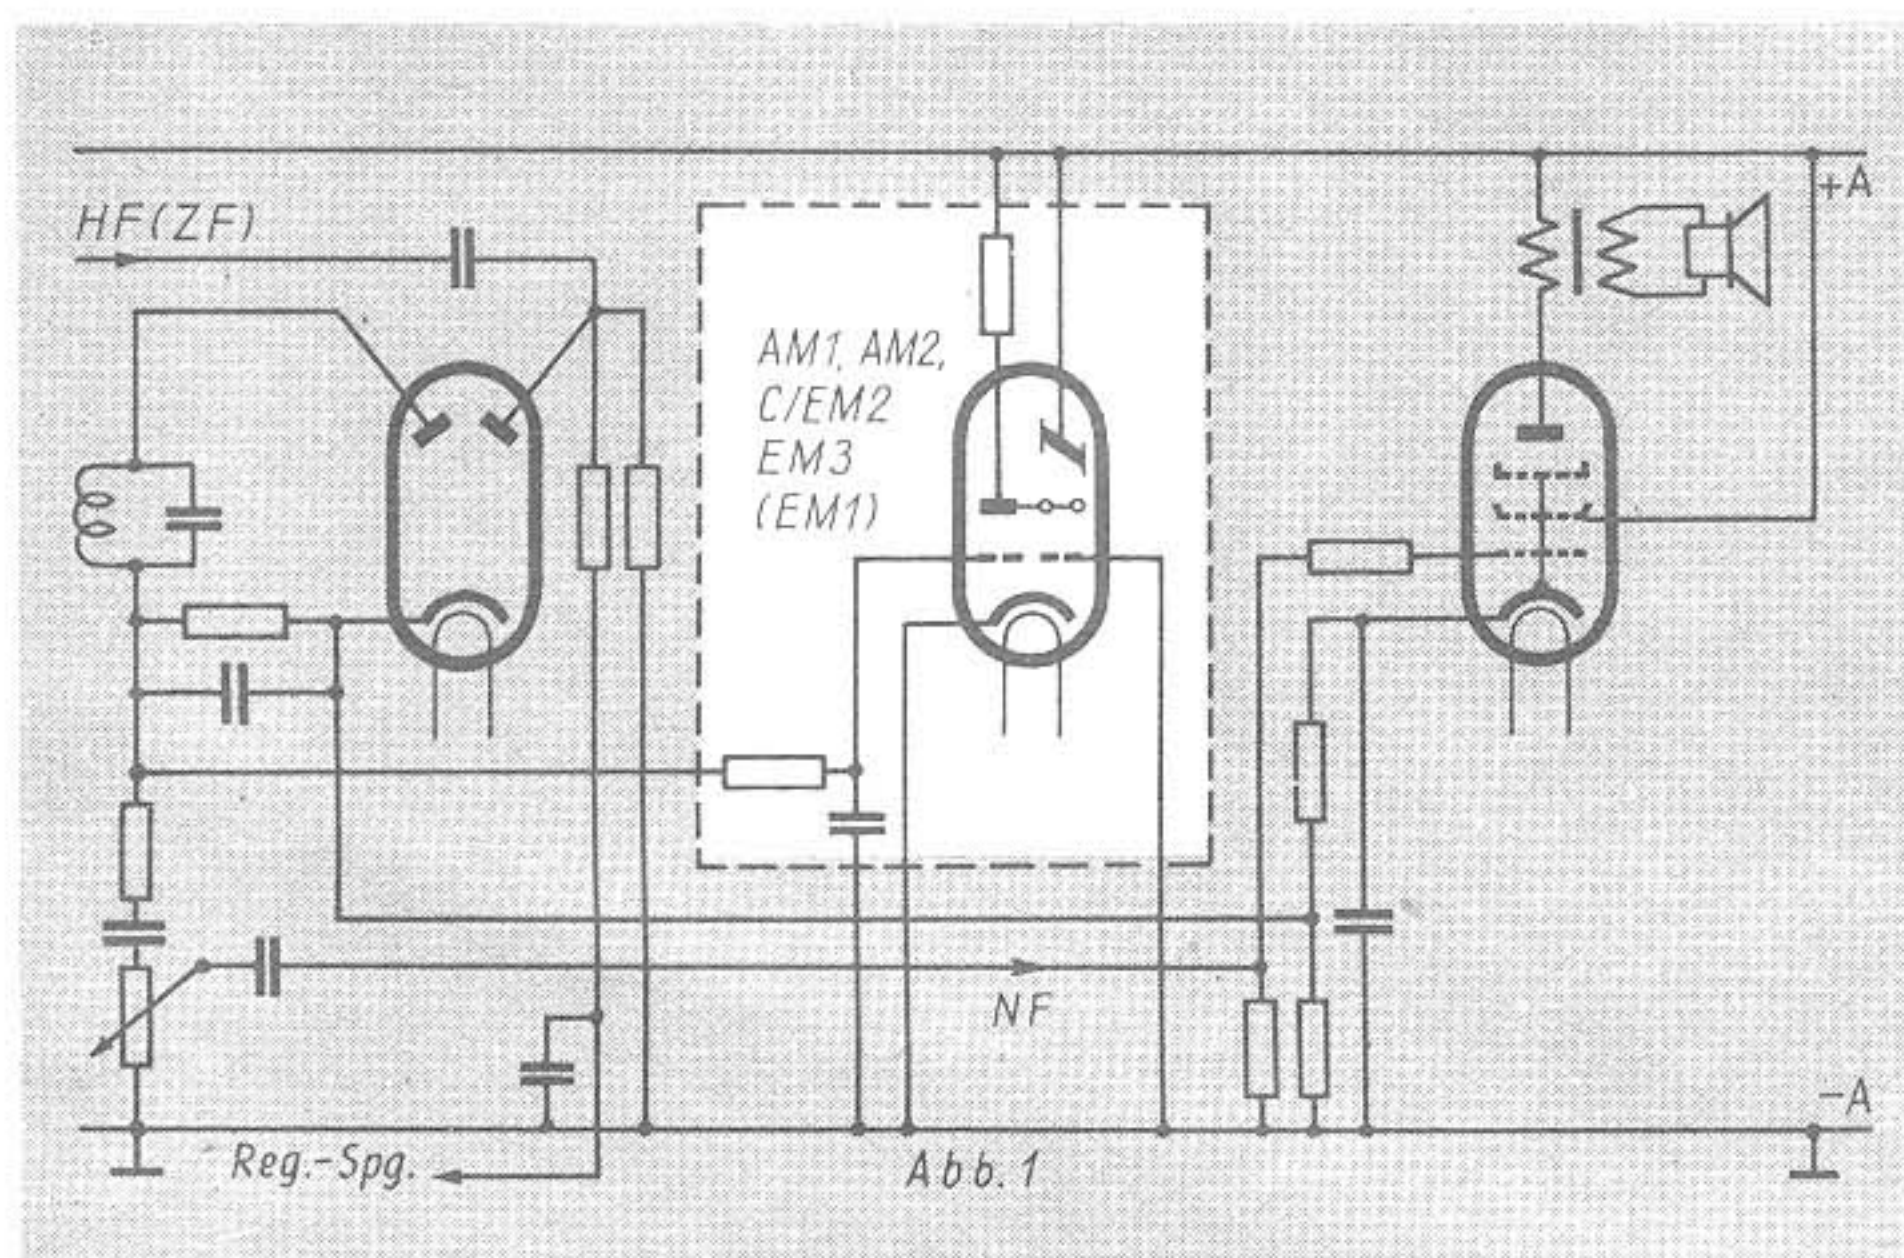 +A
HF(ZF)
AM1, AM2,
C/EM2
EM3
(EM1)
NF
-A
Reg.-Spg.
Abb. 1